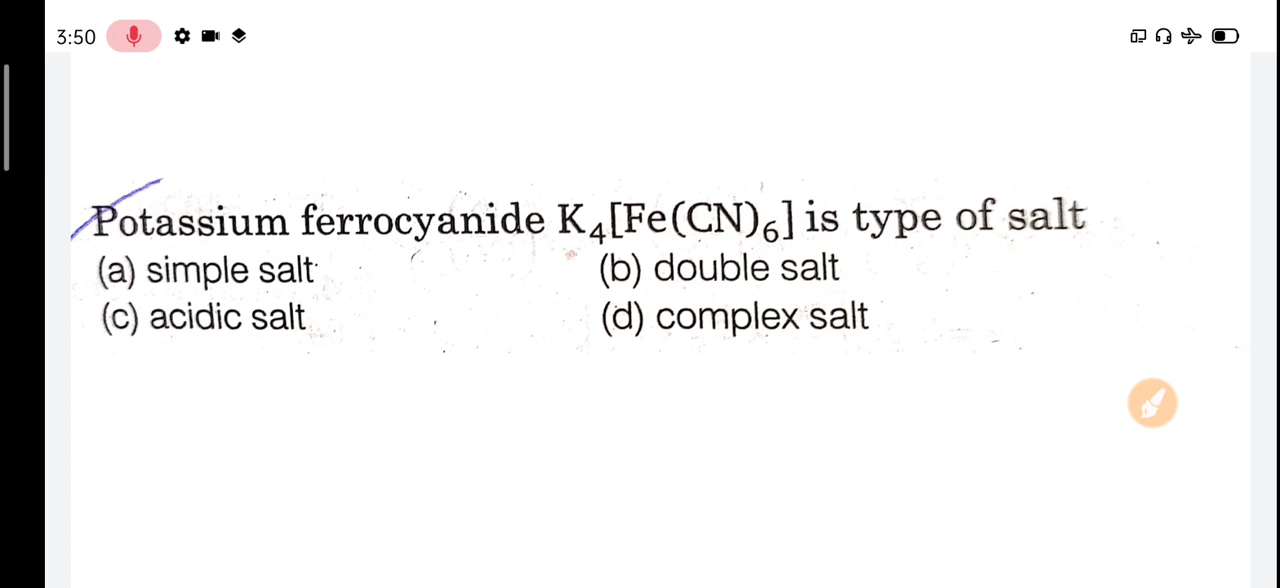 3:50
Potassium ferrocyanide K₄[Fe(CN)₆] is type of salt
(a) simple salt (b) double salt
(c) acidic salt (d) complex salt